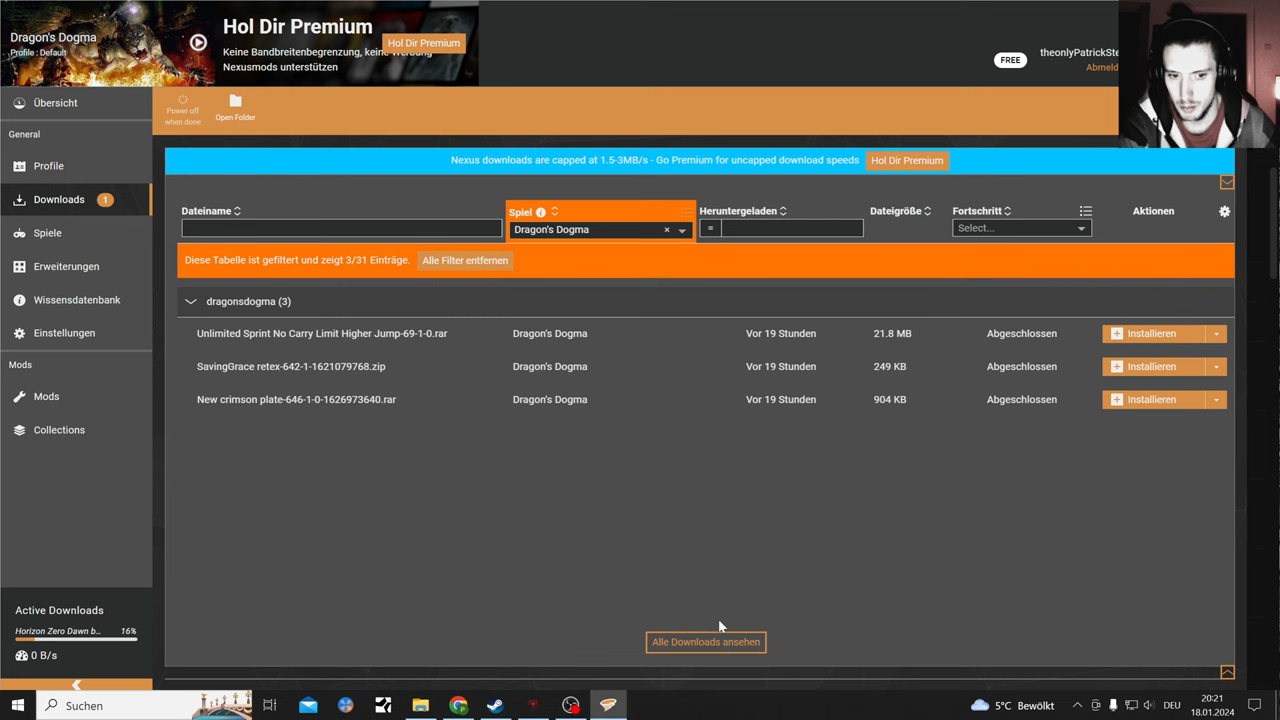 Dragon's Dogma
Profile : Default
Hol Dir Premium
Keine Bandbreitenbegrenzung, keine Werbung
Nexusmods unterstützen
Hol Dir Premium
FREE
theonlyPatrickSte
Abmeld
Übersicht
General
Profile
Downloads
1
Spiele
Erweiterungen
Wissensdatenbank
Einstellungen
Mods
Mods
Collections
Active Downloads
Horizon Zero Dawn b... 16%
0 B/s
Power off
when done
Open Folder
Nexus downloads are capped at 1.5-3MB/s - Go Premium for uncapped download speeds
Hol Dir Premium
Dateiname Spiel Heruntergeladen Dateigröße Fortschritt Aktionen
Dragon's Dogma × = Select...
Diese Tabelle ist gefiltert und zeigt 3/31 Einträge. Alle Filter entfernen
dragonsdogma (3)
Unlimited Sprint No Carry Limit Higher Jump-69-1-0.rar Dragon's Dogma Vor 19 Stunden 21.8 MB Abgeschlossen Installieren
SavingGrace retex-642-1-1621079768.zip Dragon's Dogma Vor 19 Stunden 249 KB Abgeschlossen Installieren
New crimson plate-646-1-0-1626973640.rar Dragon's Dogma Vor 19 Stunden 904 KB Abgeschlossen Installieren
Alle Downloads ansehen
Suchen
5°C Bewölkt
DEU
20:21
18.01.2024